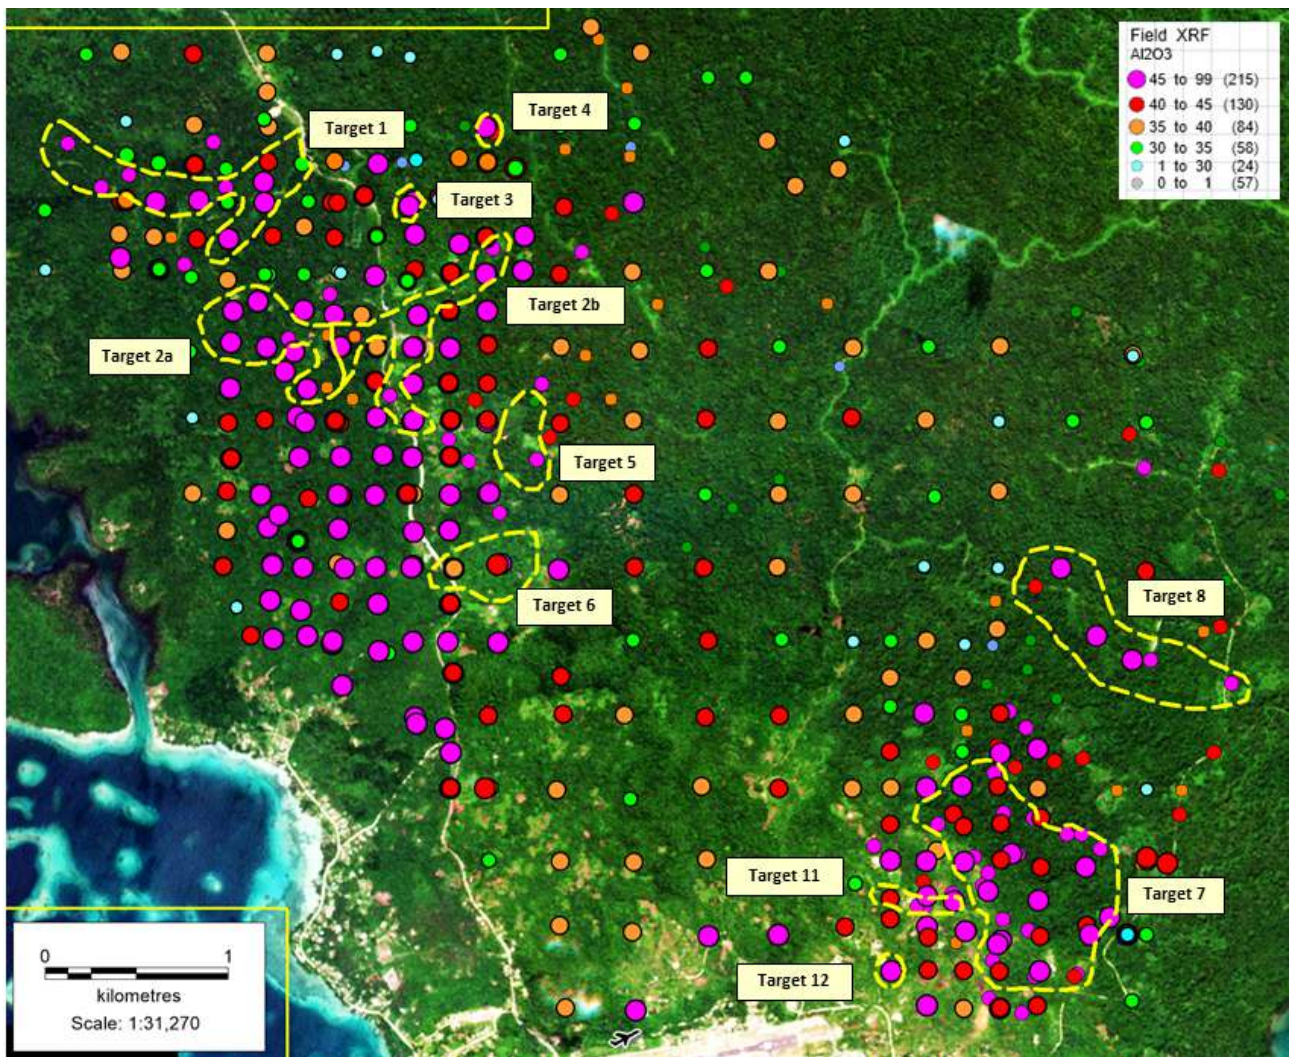 Field XRF
Al2O3
45 to 99 (215)
40 to 45 (130)
35 to 40 (84)
30 to 35 (58)
1 to 30 (24)
0 to 1 (57)
Target 4
Target 1
Target 3
Target 2b
Target 2a
Target 5
Target 8
Target 6
Target 11
Target 7
Target 12
0 1
kilometres
Scale: 1:31,270